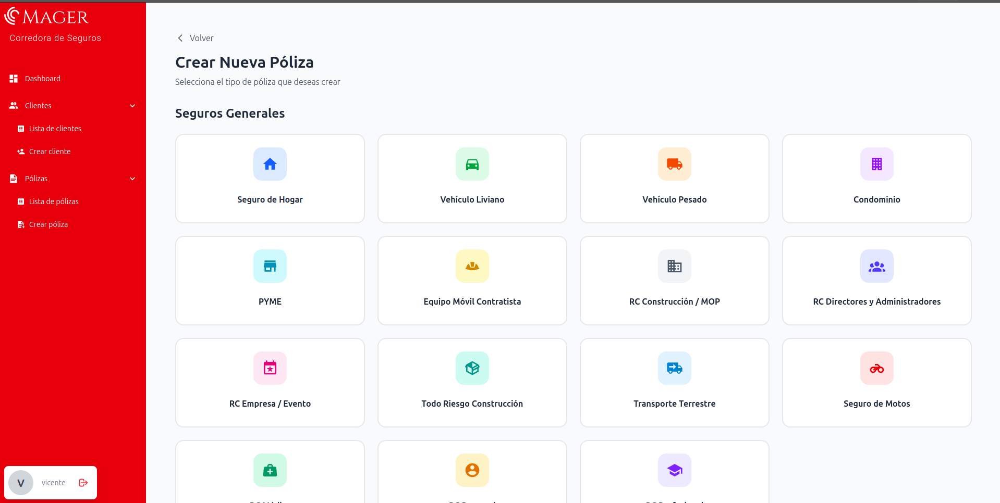 MAGER
Corredora de Seguros
Dashboard
Clientes
Lista de clientes
Crear cliente
Pólizas
Lista de pólizas
Crear póliza
V vicente
Volver
Crear Nueva Póliza
Selecciona el tipo de póliza que deseas crear
Seguros Generales
Seguro de Hogar
Vehículo Liviano
Vehículo Pesado
Condominio
PYME
Equipo Móvil Contratista
RC Construcción / MOP
RC Directores y Administradores
RC Empresa / Evento
Todo Riesgo Construcción
Transporte Terrestre
Seguro de Motos